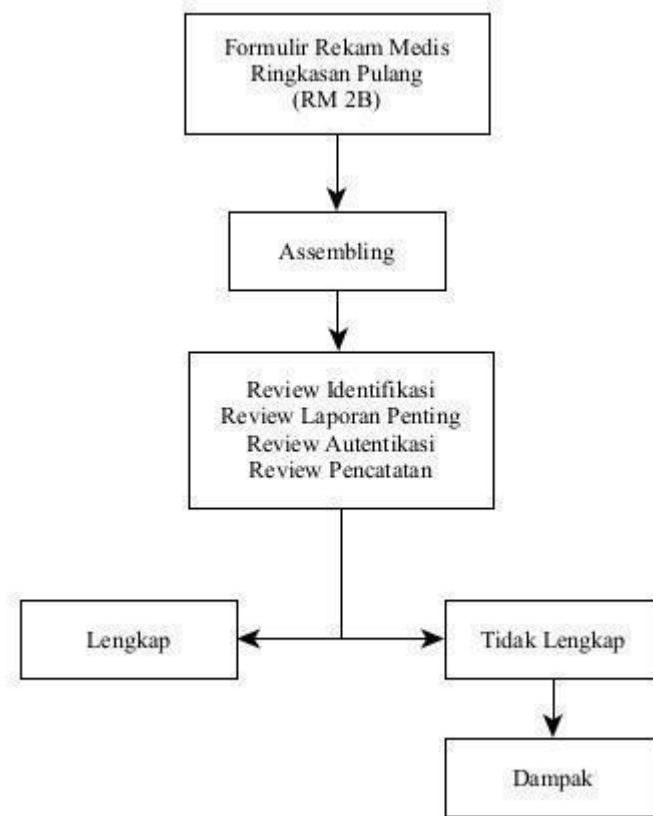 Formulir Rekam Medis
Ringkasan Pulang
(RM 2B)
Assembling
Review Identifikasi
Review Laporan Penting
Review Autentikasi
Review Pencatatan
Lengkap
Tidak Lengkap
Dampak